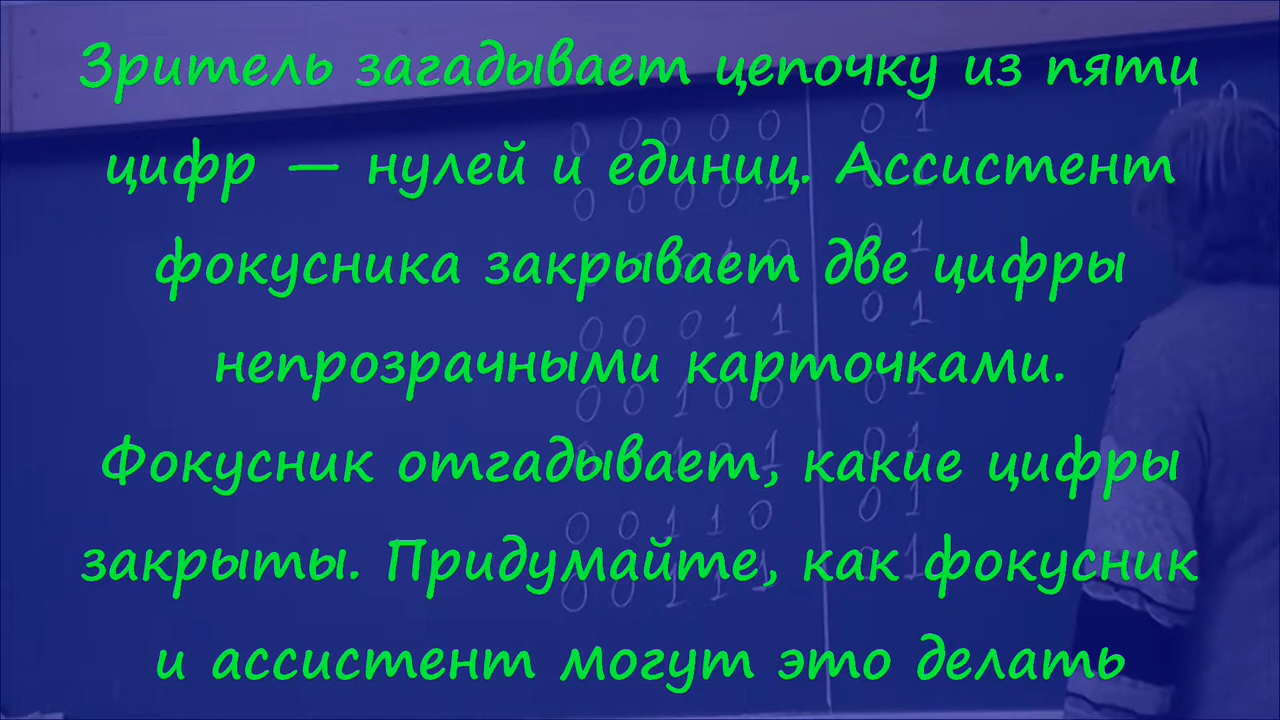 Зритель загадывает цепочку из пяти
цифр — нулей и единиц. Ассистент
фокусника закрывает две цифры
непрозрачными карточками.
Фокусник отгадывает, какие цифры
закрыты. Придумайте, как фокусник
и ассистент могут это делать